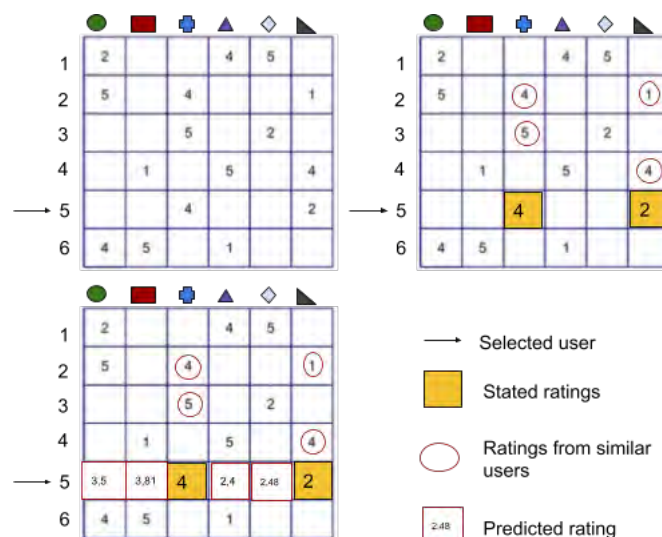 1 2 4 5
2 5 4 1
3 5 2
4 1 5 4
5 4 2
6 4 5 1
1 2 4 5
2 5 4 1
3 5 2
4 1 5 4
5 4 2
6 4 5 1
1 2 4 5
2 5 4 1
3 5 2
4 1 5 4
5 3,5 3,81 4 2,4 2,48 2
6 4 5 1
Selected user
Stated ratings
Ratings from similar
users
2.48 Predicted rating